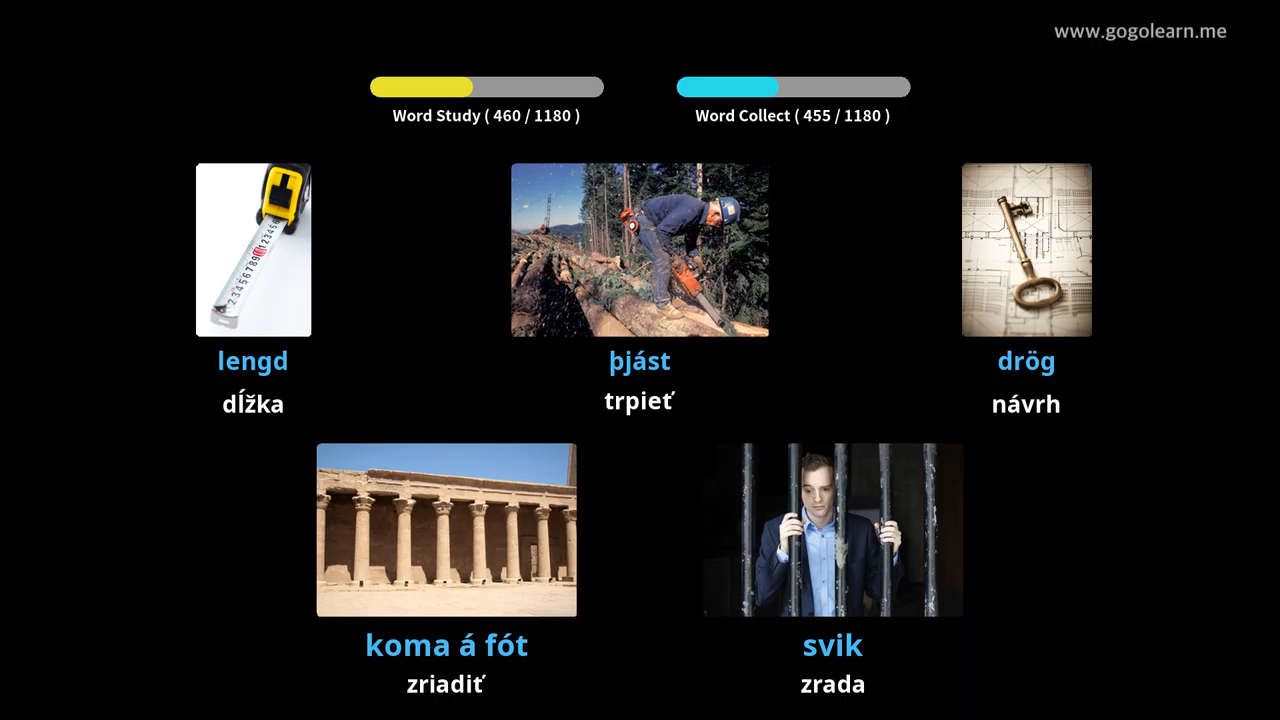 www.gogolearn.me
Word Study ( 460 / 1180 )
Word Collect ( 455 / 1180 )
lengd
þjást
drög
dĺžka
trpieť
návrh
koma á fót
svik
zriadiť
zrada